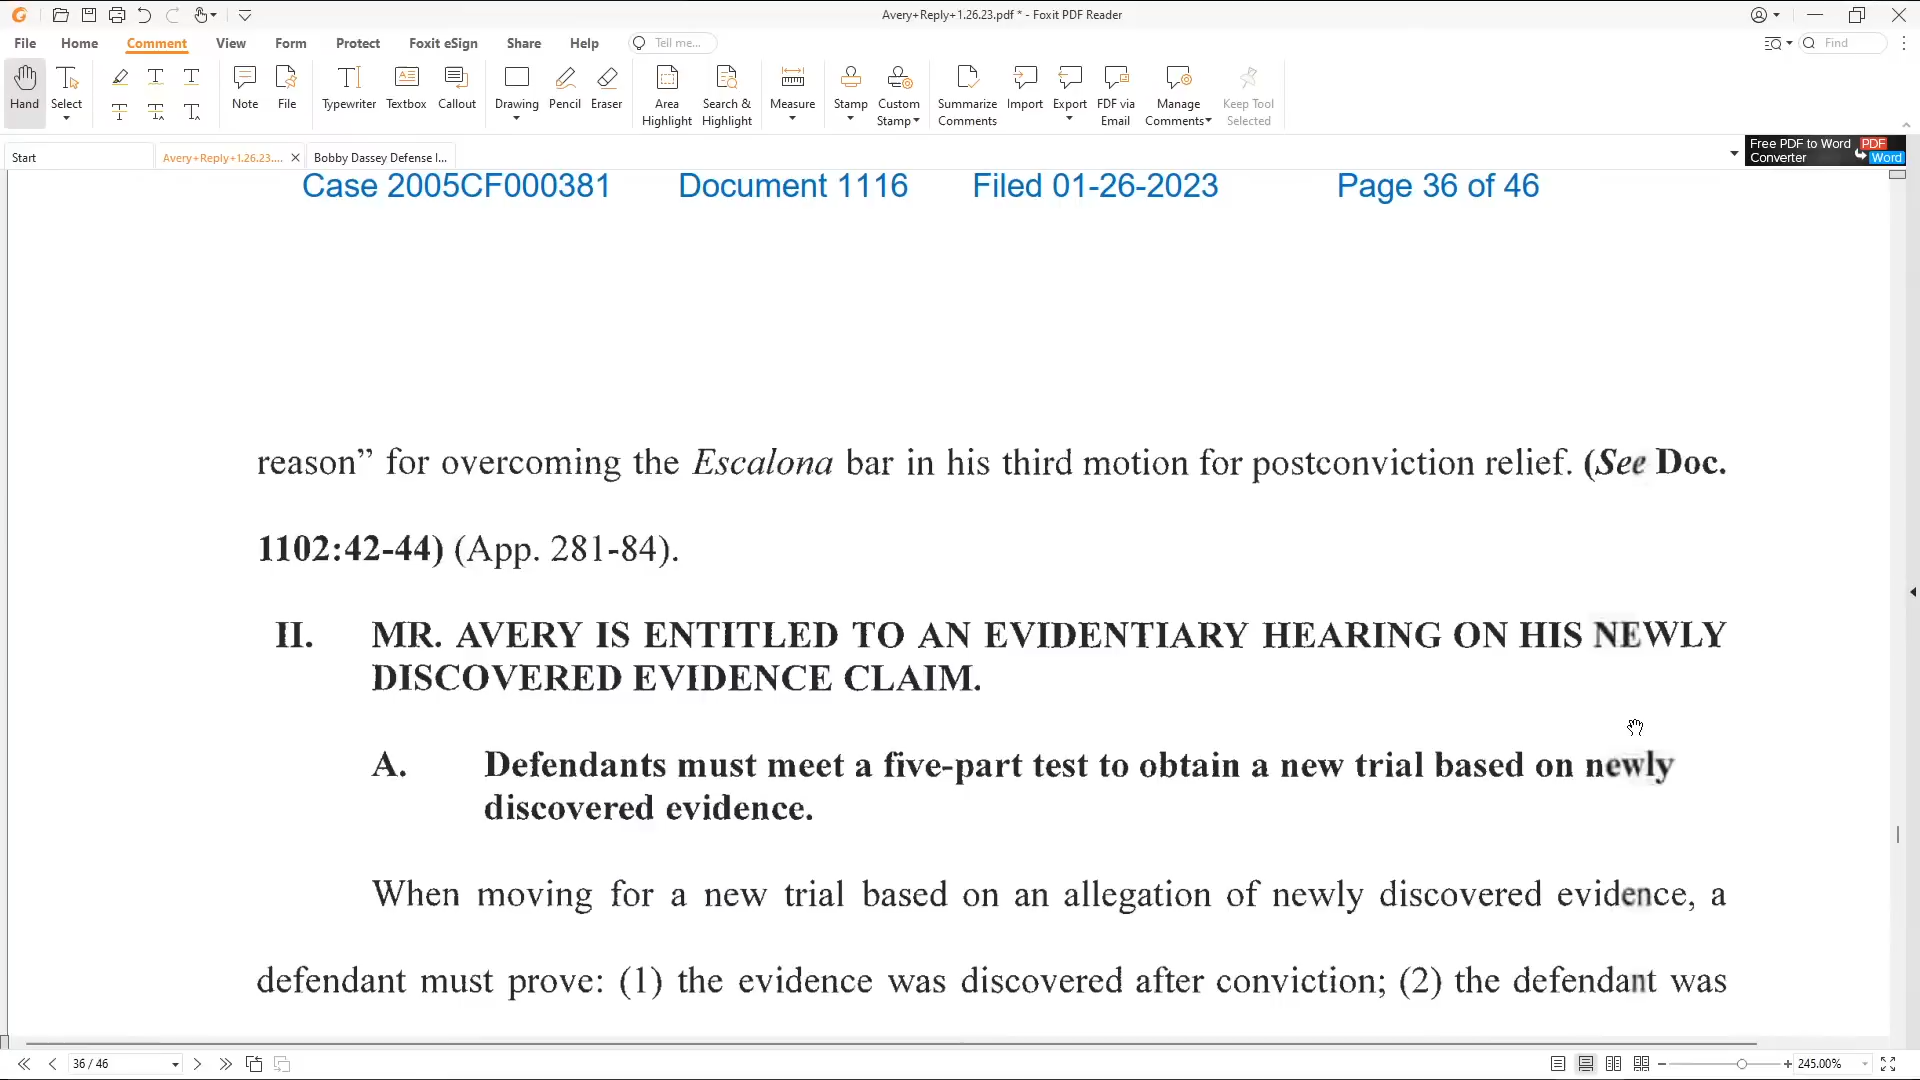 Avery+Reply+1.26.23.pdf * - Foxit PDF Reader
File Home Comment View Form Protect Foxit eSign Share Help Tell me... Find
Hand Select Note File Typewriter Textbox Callout Drawing Pencil Eraser Area Highlight Search & Highlight Measure Stamp Custom Stamp Summarize Comments Import Export FDF via Email Manage Comments Keep Tool Selected
Start Avery+Reply+1.26.23.... Bobby Dassey Defense I... Free PDF to Word Converter PDF Word
Case 2005CF000381 Document 1116 Filed 01-26-2023 Page 36 of 46
reason” for overcoming the Escalona bar in his third motion for postconviction relief. (See Doc.
1102:42-44) (App. 281-84).
II. MR. AVERY IS ENTITLED TO AN EVIDENTIARY HEARING ON HIS NEWLY
DISCOVERED EVIDENCE CLAIM.
A. Defendants must meet a five-part test to obtain a new trial based on newly
discovered evidence.
When moving for a new trial based on an allegation of newly discovered evidence, a
defendant must prove: (1) the evidence was discovered after conviction; (2) the defendant was
36 / 46 245.00%